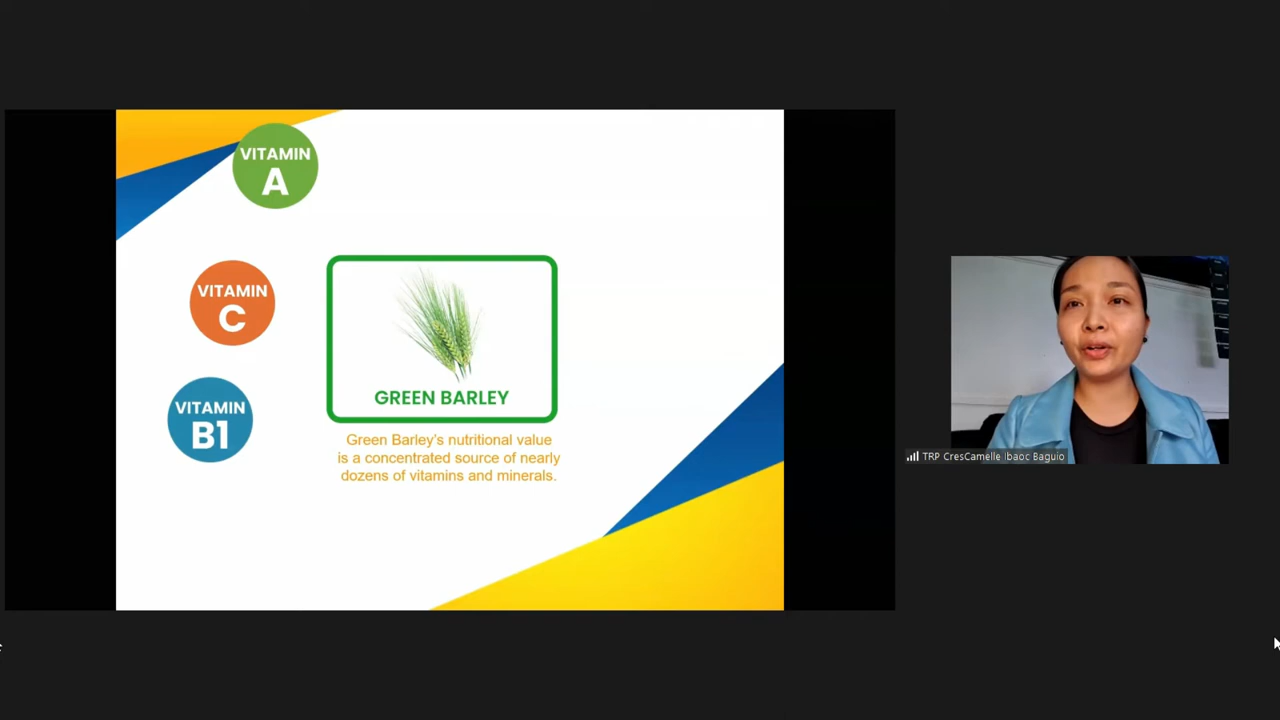 VITAMIN
A
VITAMIN
C
VITAMIN
B1
GREEN BARLEY
Green Barley's nutritional value
is a concentrated source of nearly
dozens of vitamins and minerals.
TRP CresCamelle Ibaoc Baguio